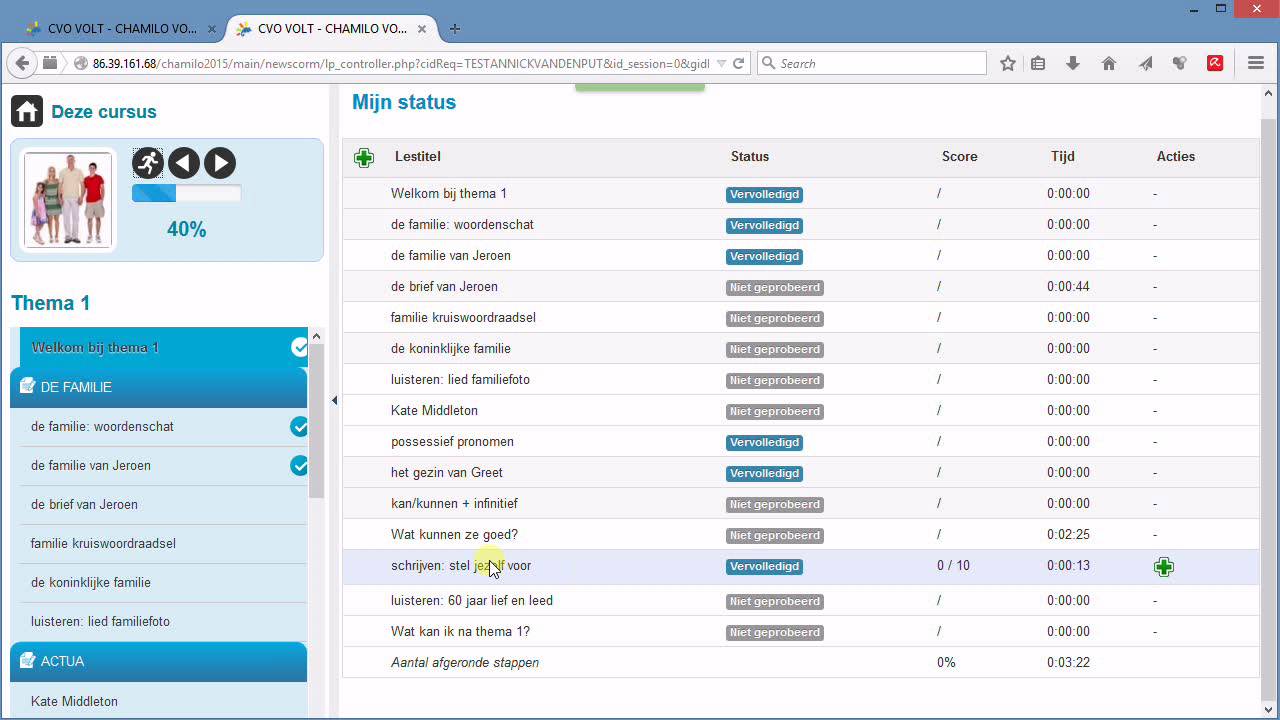 CVO VOLT - CHAMILO VO... CVO VOLT - CHAMILO VO...
86.39.161.68/chamilo2015/main/newscorm/lp_controller.php?cidReq=TESTANNICKVANDENPUT&id_session=0&gidl Search
Deze cursus
40%
Thema 1
Welkom bij thema 1
DE FAMILIE
de familie: woordenschat
de familie van Jeroen
de brief van Jeroen
familie kruiswoordraadsel
de koninklijke familie
luisteren: lied familiefoto
ACTUA
Kate Middleton
Mijn status
Lestitel Status Score Tijd Acties
Welkom bij thema 1 Vervolledigd / 0:00:00 -
de familie: woordenschat Vervolledigd / 0:00:00 -
de familie van Jeroen Vervolledigd / 0:00:00 -
de brief van Jeroen Niet geprobeerd / 0:00:44 -
familie kruiswoordraadsel Niet geprobeerd / 0:00:00 -
de koninklijke familie Niet geprobeerd / 0:00:00 -
luisteren: lied familiefoto Niet geprobeerd / 0:00:00 -
Kate Middleton Niet geprobeerd / 0:00:00 -
possessief pronomen Vervolledigd / 0:00:00 -
het gezin van Greet Vervolledigd / 0:00:00 -
kan/kunnen + infinitief Niet geprobeerd / 0:00:00 -
Wat kunnen ze goed? Niet geprobeerd / 0:02:25 -
schrijven: stel jezelf voor Vervolledigd 0 / 10 0:00:13
luisteren: 60 jaar lief en leed Niet geprobeerd / 0:00:00 -
Wat kan ik na thema 1? Niet geprobeerd / 0:00:00 -
Aantal afgeronde stappen 0% 0:03:22